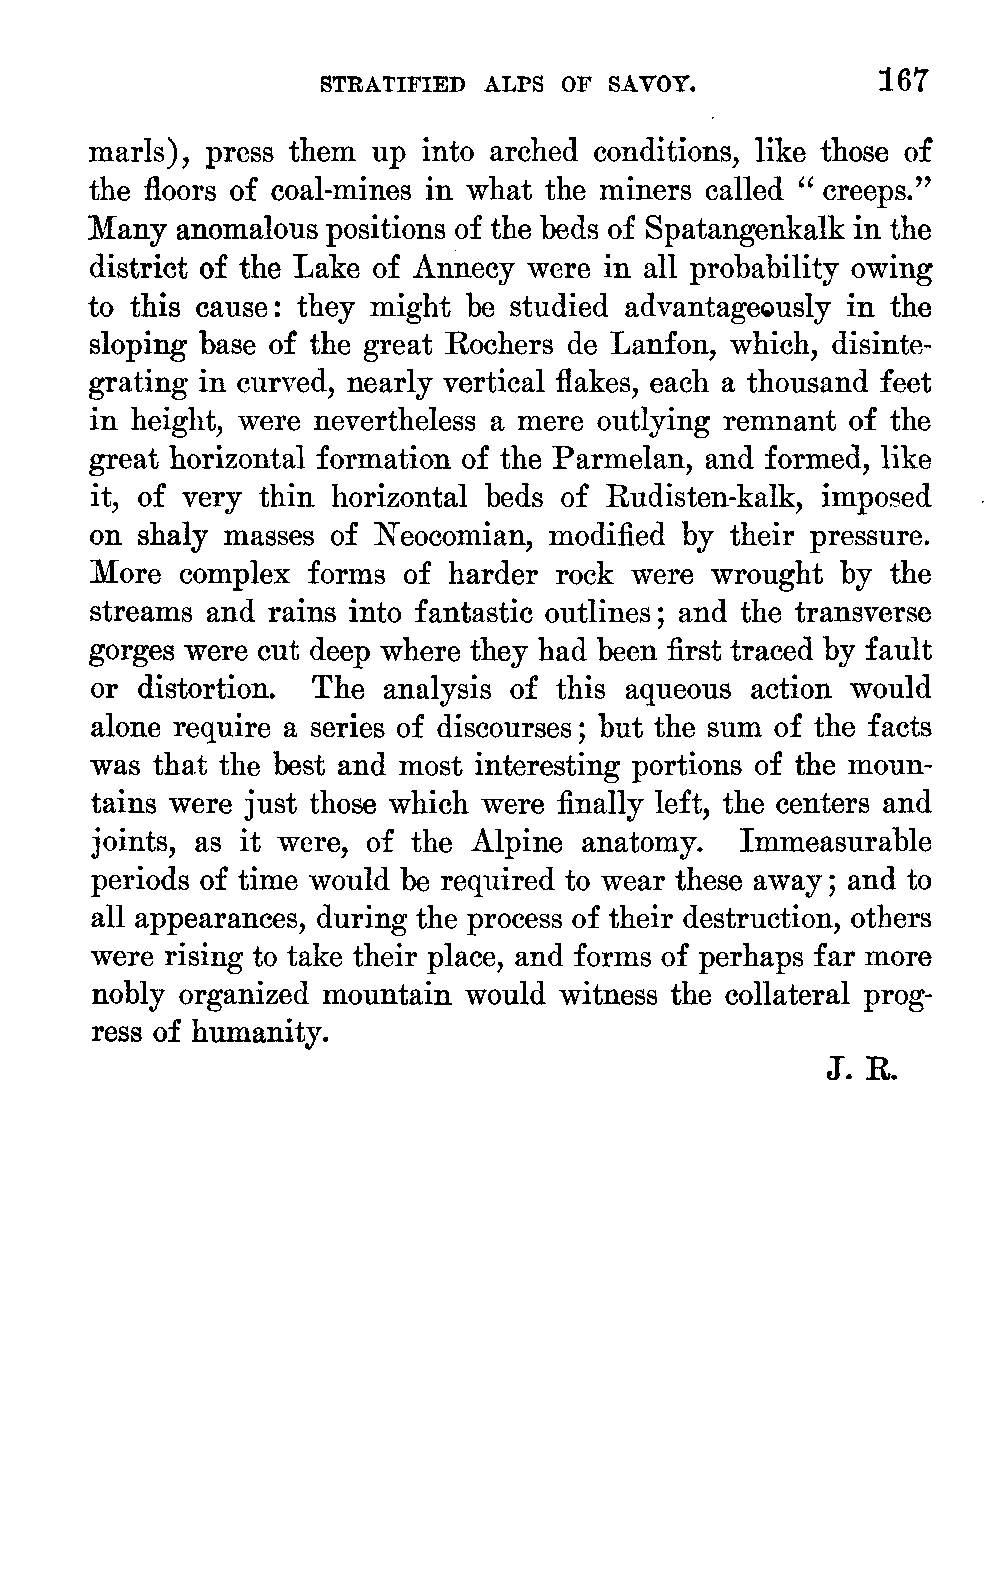 STRATIFIED ALPS OF SAVOY. 167
marls), press them up into arched conditions, like those of
the floors of coal-mines in what the miners called “ creeps.”
Many anomalous positions of the beds of Spatangenkalk in the
district of the Lake of Annecy were in all probability owing
to this cause: they might be studied advantageously in the
sloping base of the great Rochers de Lanfon, which, disinte-
grating in curved, nearly vertical flakes, each a thousand feet
in height, were nevertheless a mere outlying remnant of the
great horizontal formation of the Parmelan, and formed, like
it, of very thin horizontal beds of Rudisten-kalk, imposed
on shaly masses of Neocomian, modified by their pressure.
More complex forms of harder rock were wrought by the
streams and rains into fantastic outlines; and the transverse
gorges were cut deep where they had been first traced by fault
or distortion. The analysis of this aqueous action would
alone require a series of discourses; but the sum of the facts
was that the best and most interesting portions of the moun-
tains were just those which were finally left, the centers and
joints, as it were, of the Alpine anatomy. Immeasurable
periods of time would be required to wear these away; and to
all appearances, during the process of their destruction, others
were rising to take their place, and forms of perhaps far more
nobly organized mountain would witness the collateral prog-
ress of humanity.
J. R.